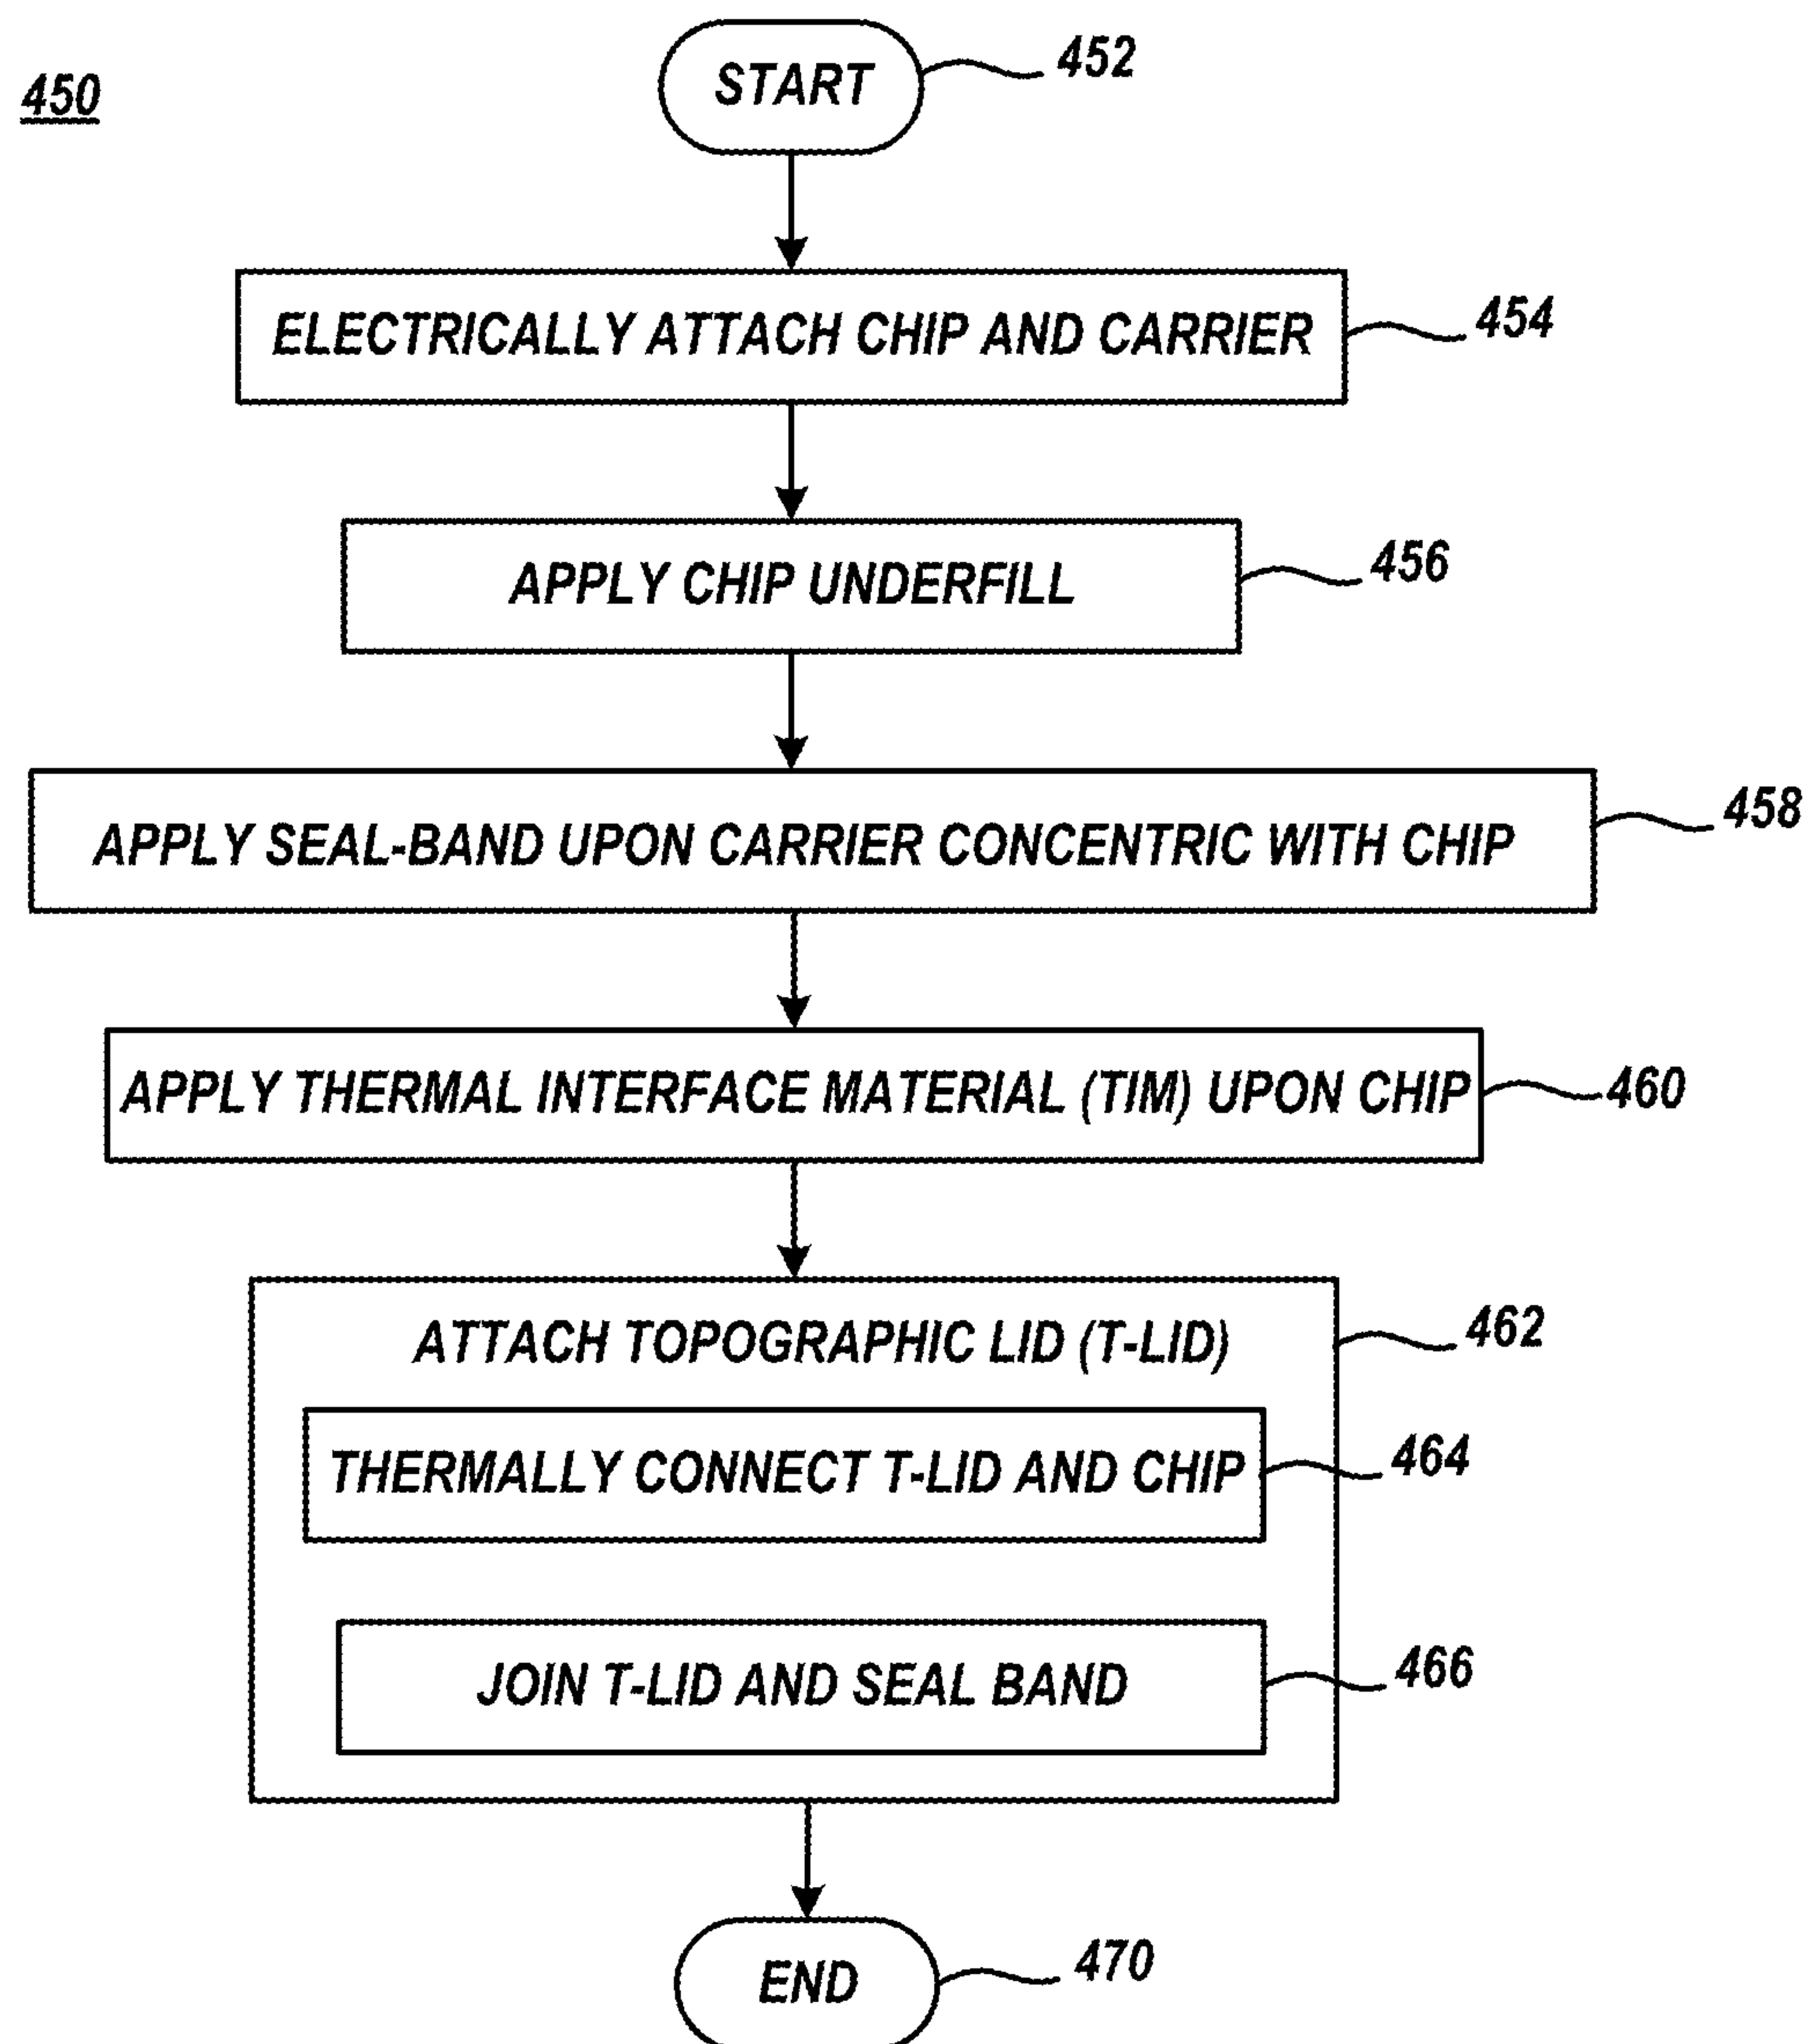 450
START
452
ELECTRICALLY ATTACH CHIP AND CARRIER
454
APPLY CHIP UNDERFILL
456
APPLY SEAL-BAND UPON CARRIER CONCENTRIC WITH CHIP
458
APPLY THERMAL INTERFACE MATERIAL (TIM) UPON CHIP
460
ATTACH TOPOGRAPHIC LID (T-LID)
462
THERMALLY CONNECT T-LID AND CHIP
464
JOIN T-LID AND SEAL BAND
466
END
470